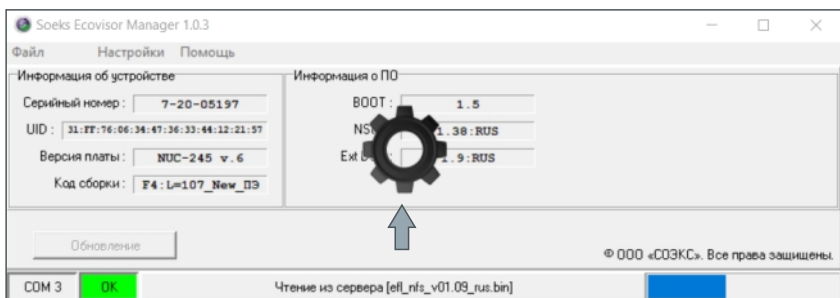 Soeks Ecovisor Manager 1.0.3
Файл Настройки Помощь
Информация об устройстве
Серийный номер: 7-20-05197
UID: 31:FF:76:06:34:47:36:33:44:12:21:57
Версия платы: NUC-245 v.6
Код сборки: F4:L=107_New_ПЭ
Информация о ПО
BOOT: 1.5
1.38:RUS
Ext 1.9:RUS
Обновление
© ООО «СОЭКС». Все права защищены.
COM 3 OK Чтение из сервера [efl_nfs_v01.09_rus.bin]